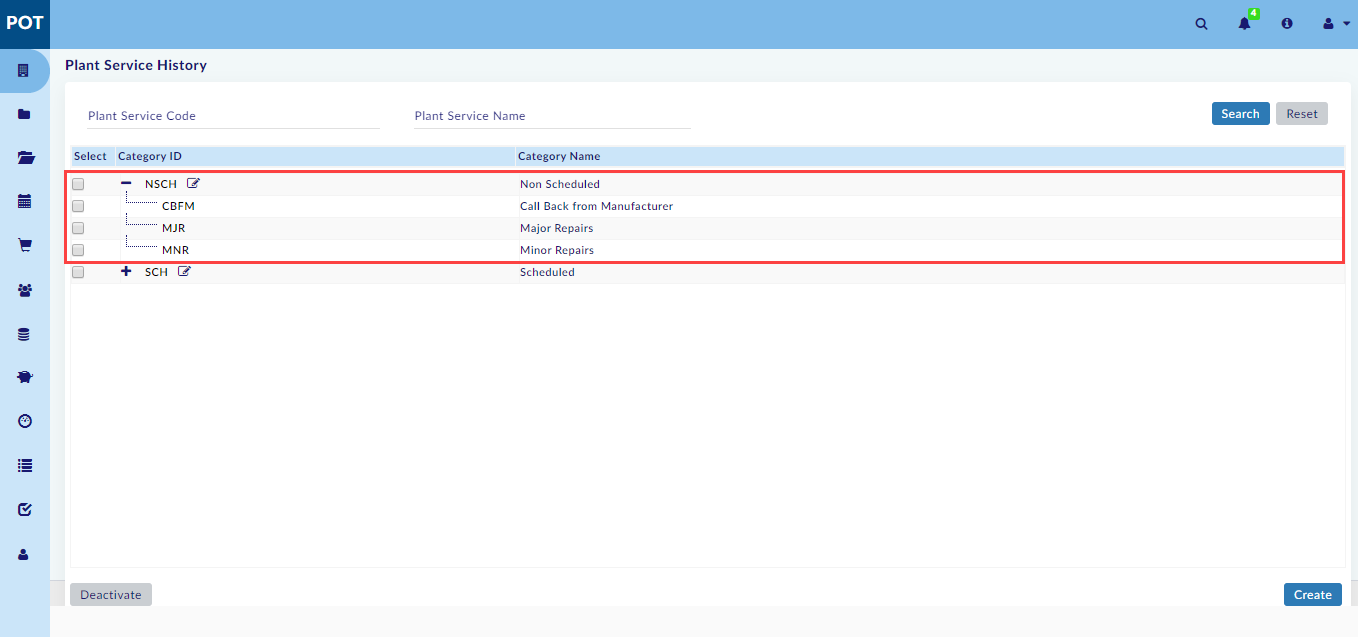 POT
4
Plant Service History
Plant Service Code Plant Service Name Search Reset
Select Category ID Category Name
NSCH Non Scheduled
CBFM Call Back from Manufacturer
MJR Major Repairs
MNR Minor Repairs
SCH Scheduled
Deactivate Create